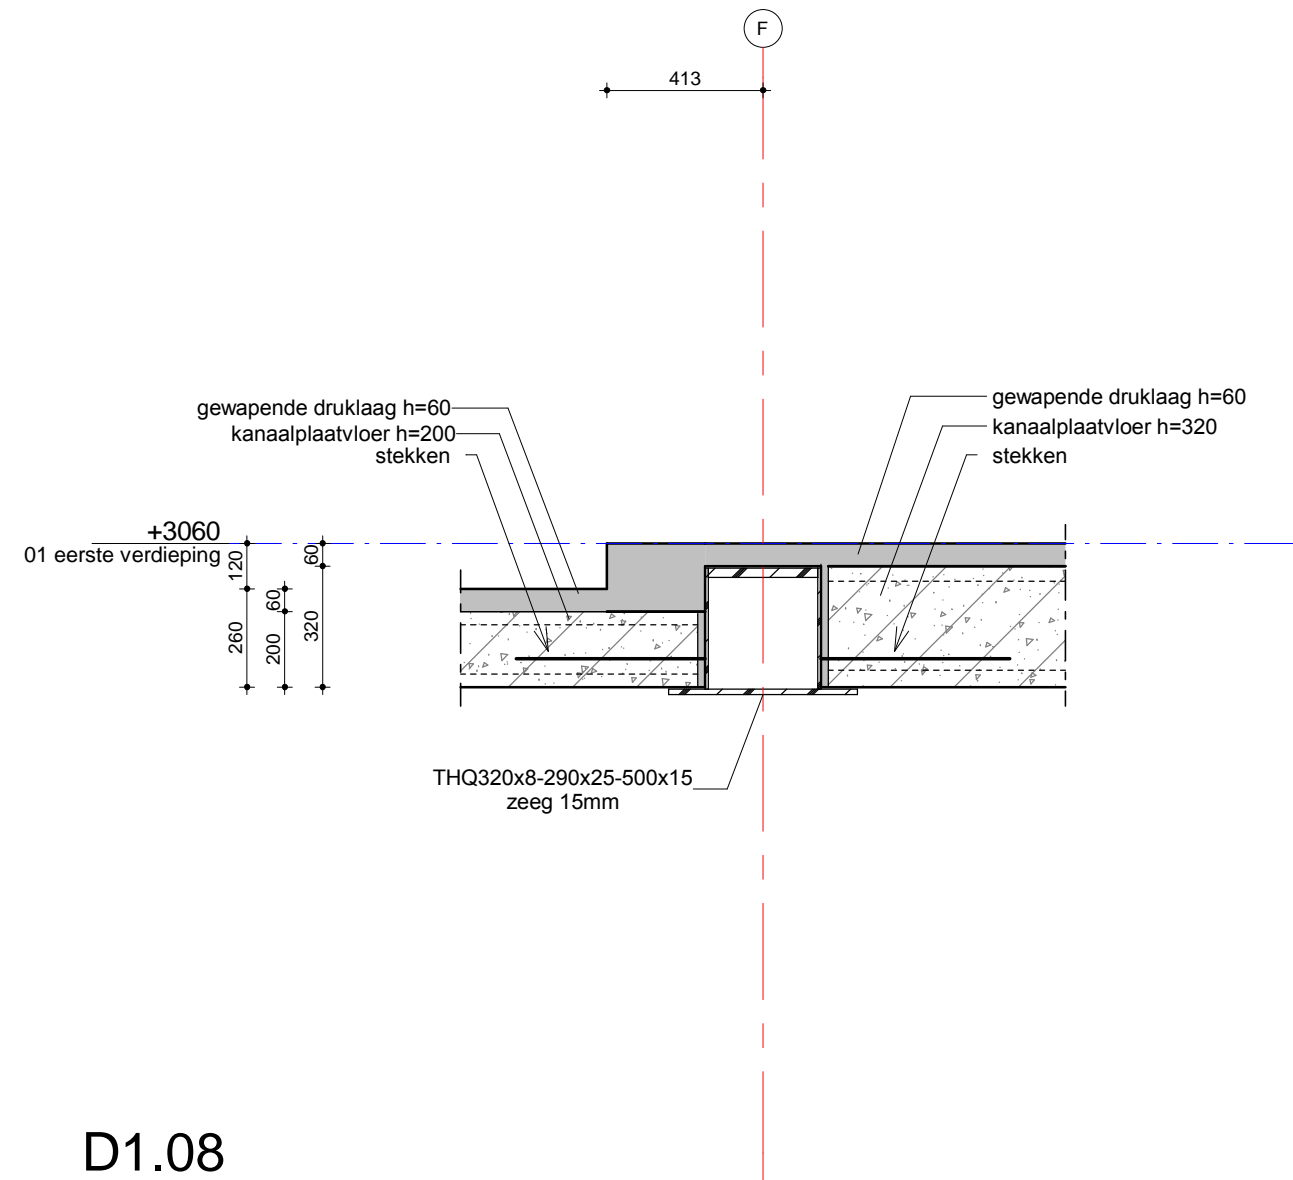 F
413
gewapende druklaag h=60
kanaalplaatvloer h=200
stekken
gewapende druklaag h=60
kanaalplaatvloer h=320
stekken
+3060
01 eerste verdieping
120
60
260
60
200
320
THQ320x8-290x25-500x15
zeeg 15mm
D1.08